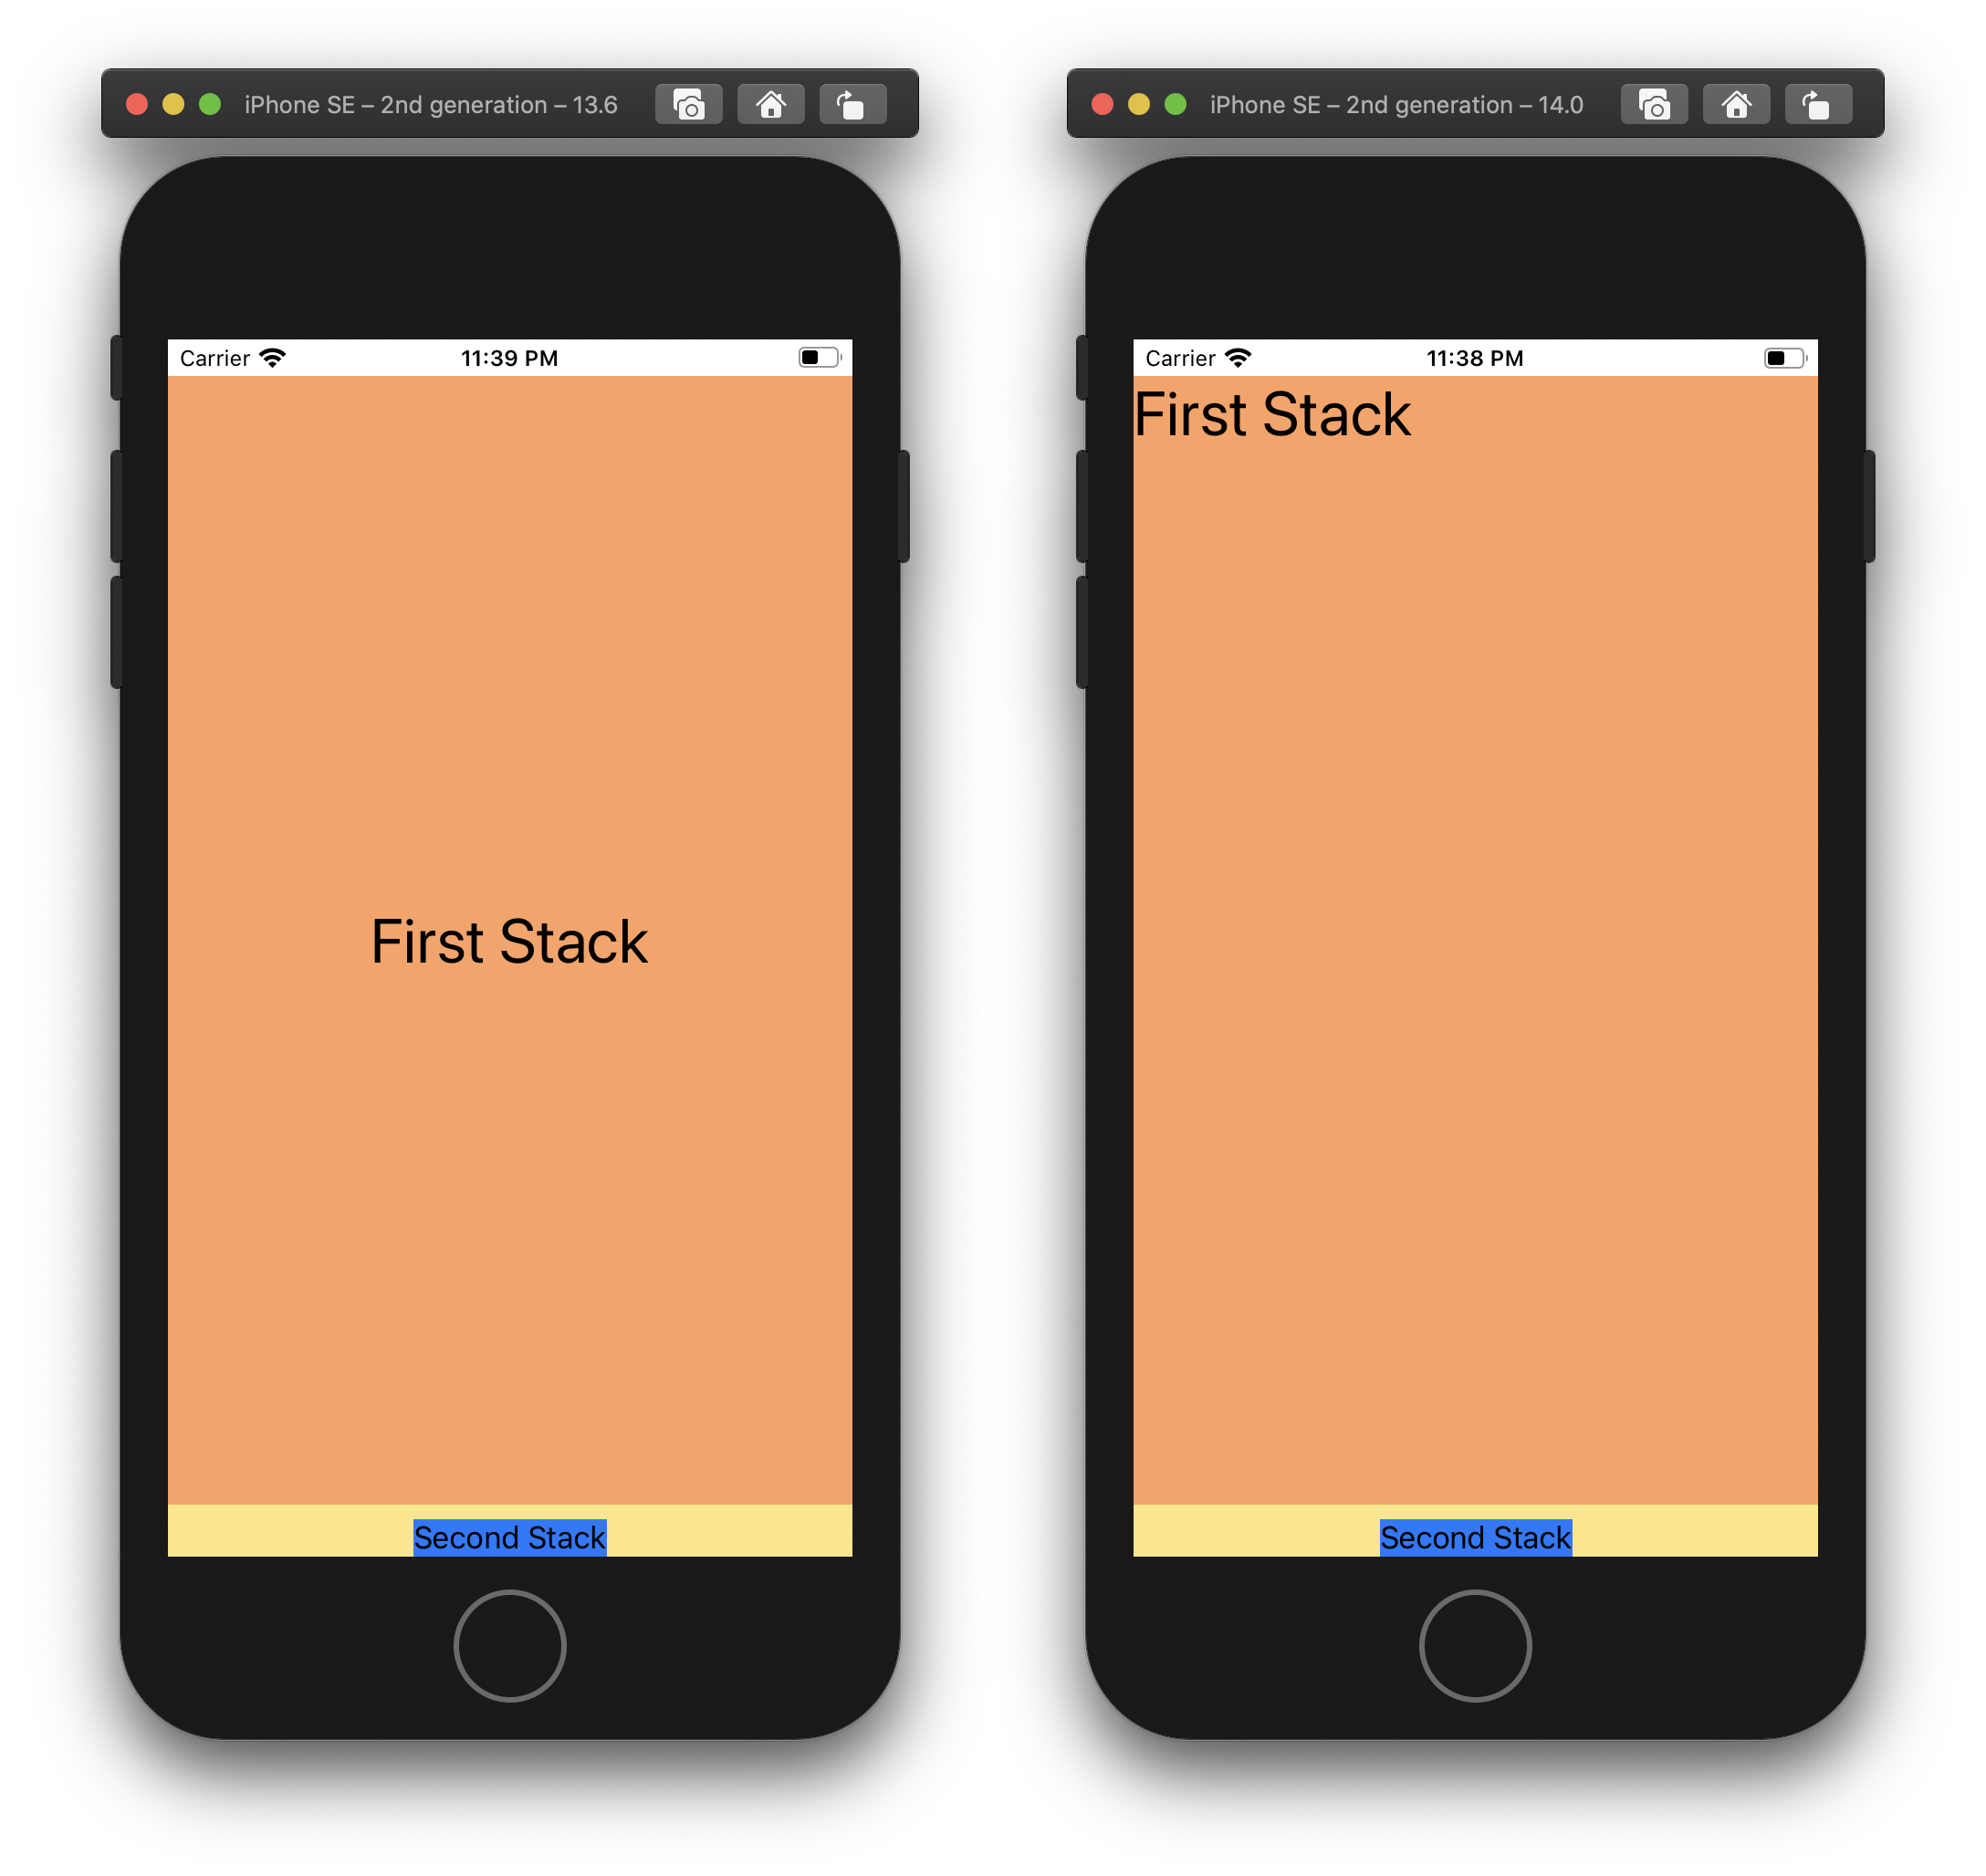 iPhone SE – 2nd generation – 13.6
Carrier 11:39 PM
First Stack
Second Stack
iPhone SE – 2nd generation – 14.0
Carrier 11:38 PM
First Stack
Second Stack